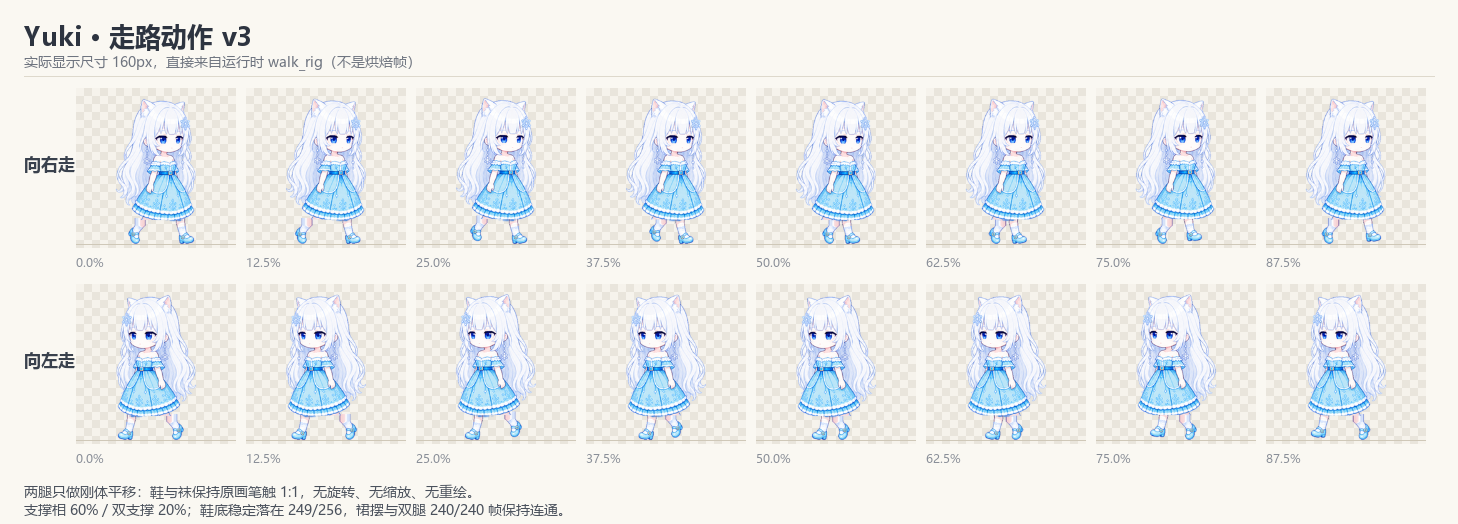 Yuki • 走路动作 v3
实际显示尺寸 160px，直接来自运行时 walk_rig（不是烘焙帧）
向右走
0.0% 12.5% 25.0% 37.5% 50.0% 62.5% 75.0% 87.5%
向左走
0.0% 12.5% 25.0% 37.5% 50.0% 62.5% 75.0% 87.5%
两腿只做刚体平移：鞋与袜保持原画笔触 1:1，无旋转、无缩放、无重绘。
支撑相 60% / 双支撑 20%；鞋底稳定落在 249/256，裙摆与双腿 240/240 帧保持连通。